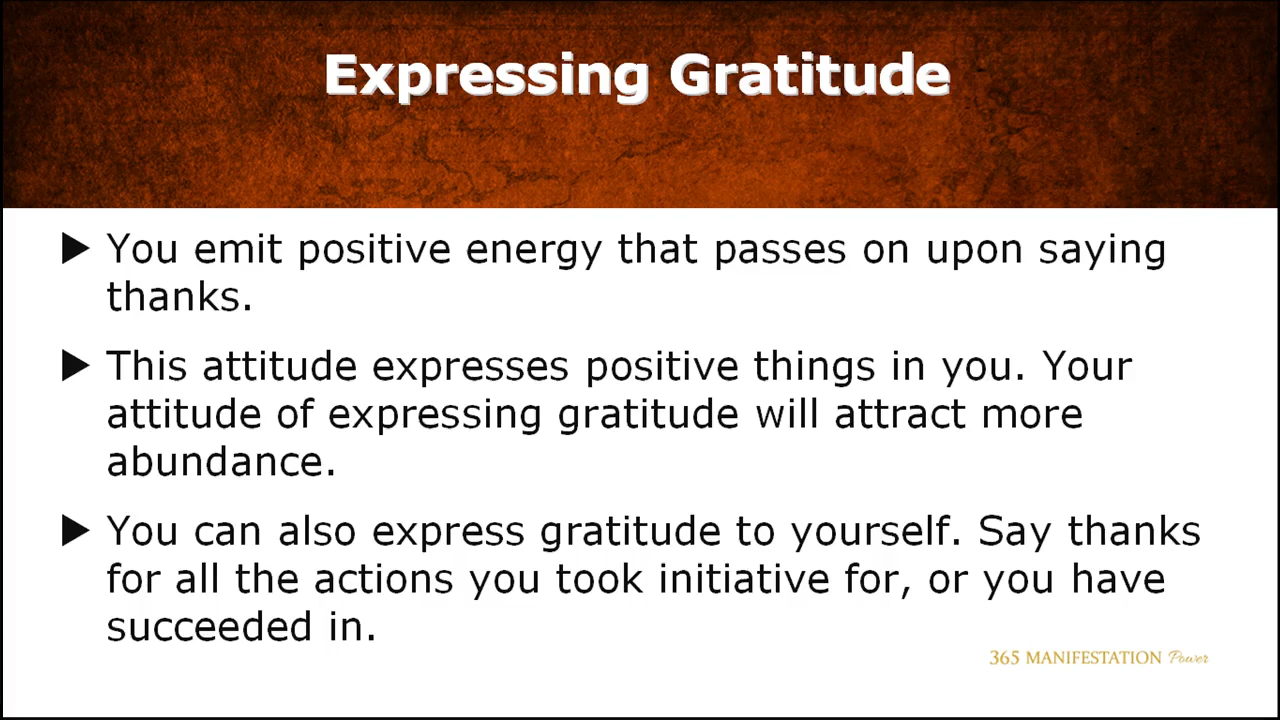 Expressing Gratitude
▶ You emit positive energy that passes on upon saying
thanks.
▶ This attitude expresses positive things in you. Your
attitude of expressing gratitude will attract more
abundance.
▶ You can also express gratitude to yourself. Say thanks
for all the actions you took initiative for, or you have
succeeded in.
365 MANIFESTATION Power